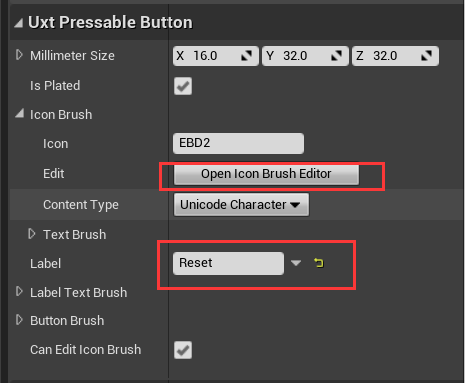 Uxt Pressable Button
Millimeter Size X 16.0 Y 32.0 Z 32.0
Is Plated
Icon Brush
Icon EBD2
Edit Open Icon Brush Editor
Content Type Unicode Character
Text Brush
Label Reset
Label Text Brush
Button Brush
Can Edit Icon Brush